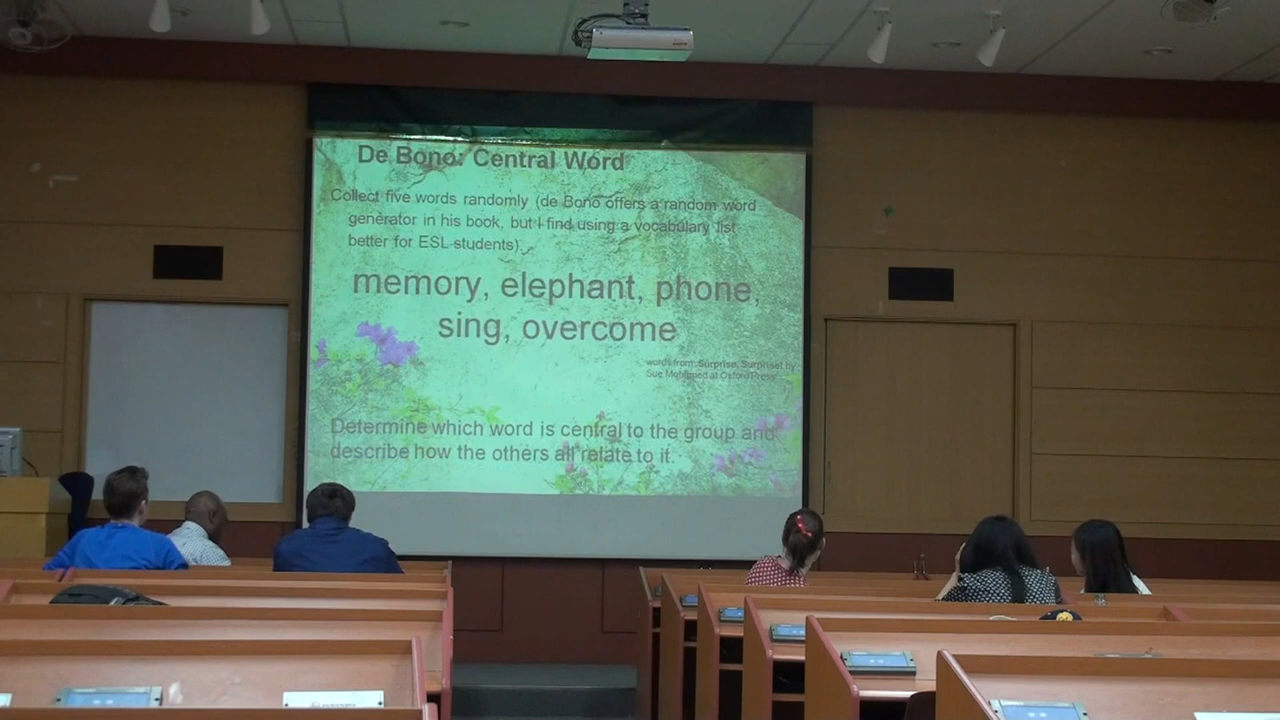 De Bono: Central Word
Collect five words randomly (de Bono offers a random word
generator in his book, but I find using a vocabulary list
better for ESL students).
memory, elephant, phone,
sing, overcome
words from: Surprise, Surprise! by
Sue Mohamed at Oxford Press
Determine which word is central to the group and
describe how the others all relate to it.